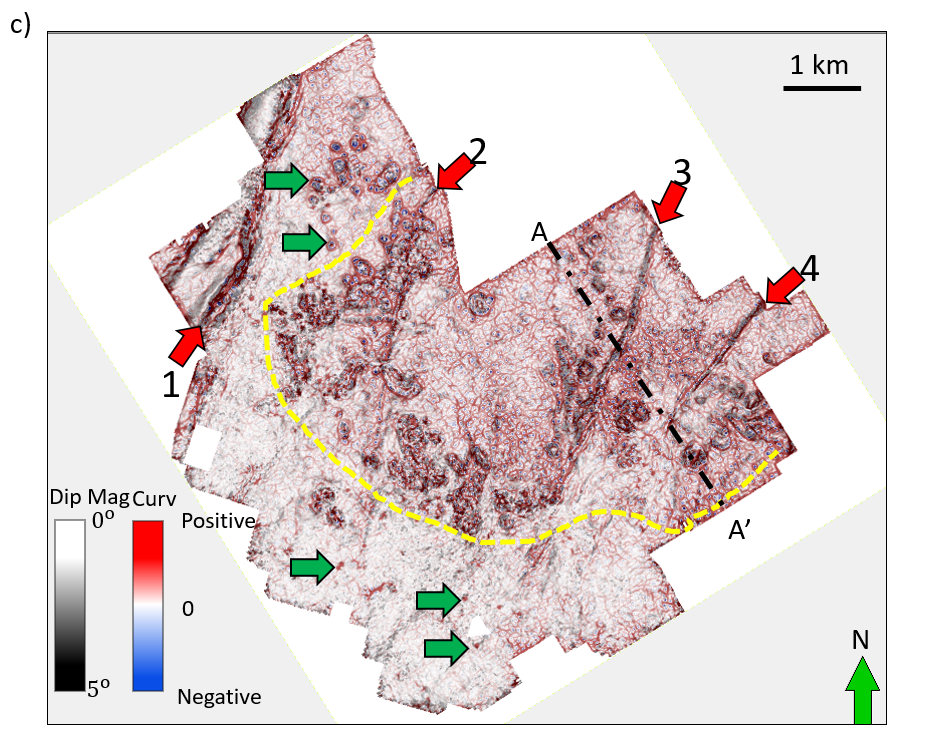 c)
1 km
2
3
A
4
1
Dip Mag Curv
0° Positive
0
A'
N
5° Negative